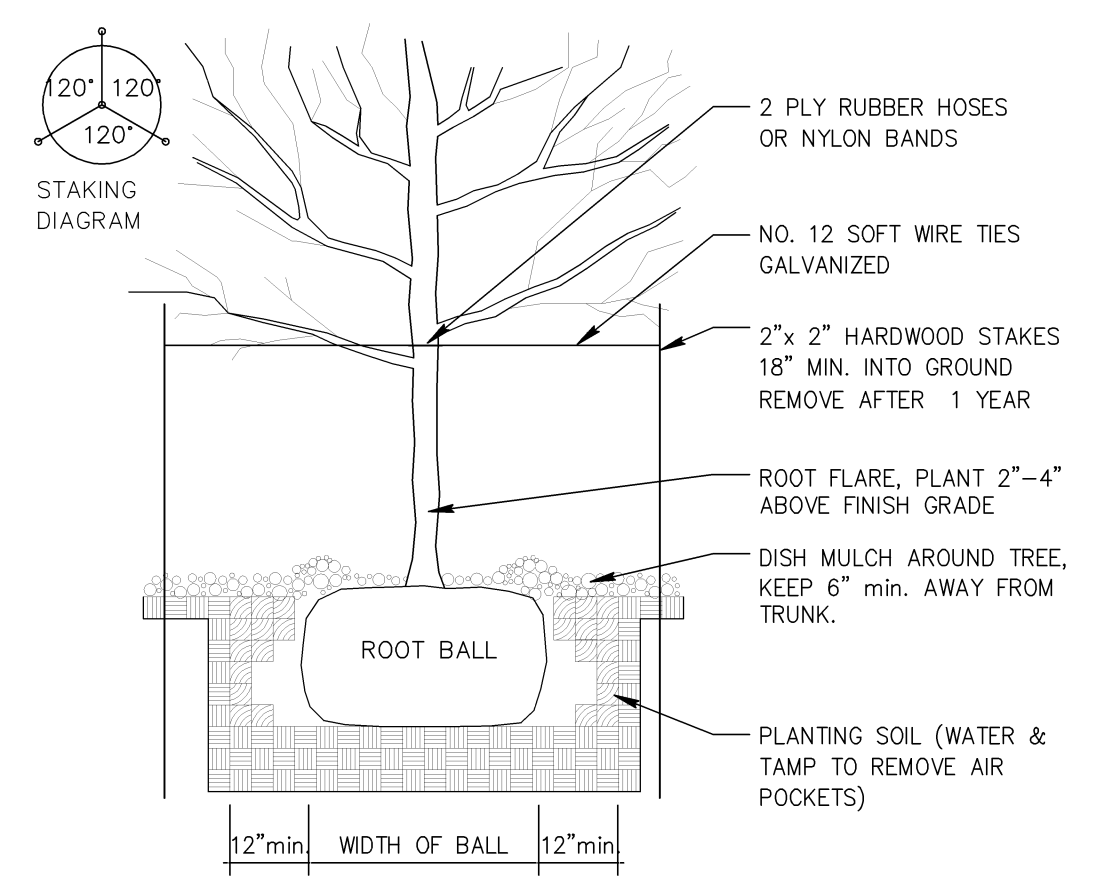 120° 120°
120°
STAKING
DIAGRAM
2 PLY RUBBER HOSES
OR NYLON BANDS
NO. 12 SOFT WIRE TIES
GALVANIZED
2"x 2" HARDWOOD STAKES
18" MIN. INTO GROUND
REMOVE AFTER 1 YEAR
ROOT FLARE, PLANT 2"-4"
ABOVE FINISH GRADE
DISH MULCH AROUND TREE,
KEEP 6" min. AWAY FROM
TRUNK.
ROOT BALL
PLANTING SOIL (WATER &
TAMP TO REMOVE AIR
POCKETS)
12"min. WIDTH OF BALL 12"min.